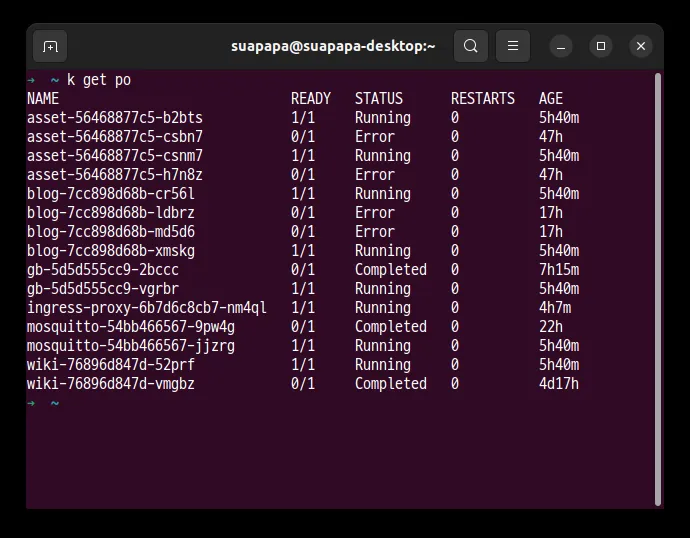 suapapa@suapapa-desktop:~
→ ~ k get po
NAME READY STATUS RESTARTS AGE
asset-56468877c5-b2bts 1/1 Running 0 5h40m
asset-56468877c5-csbn7 0/1 Error 0 47h
asset-56468877c5-csnm7 1/1 Running 0 5h40m
asset-56468877c5-h7n8z 0/1 Error 0 47h
blog-7cc898d68b-cr56l 1/1 Running 0 5h40m
blog-7cc898d68b-ldbrz 0/1 Error 0 17h
blog-7cc898d68b-md5d6 0/1 Error 0 17h
blog-7cc898d68b-xmskg 1/1 Running 0 5h40m
gb-5d5d555cc9-2bccc 0/1 Completed 0 7h15m
gb-5d5d555cc9-vgrbr 1/1 Running 0 5h40m
ingress-proxy-6b7d6c8cb7-nm4ql 1/1 Running 0 4h7m
mosquitto-54bb466567-9pw4g 0/1 Completed 0 22h
mosquitto-54bb466567-jjzrg 1/1 Running 0 5h40m
wiki-76896d847d-52prf 1/1 Running 0 5h40m
wiki-76896d847d-vmgbz 0/1 Completed 0 4d17h
→ ~